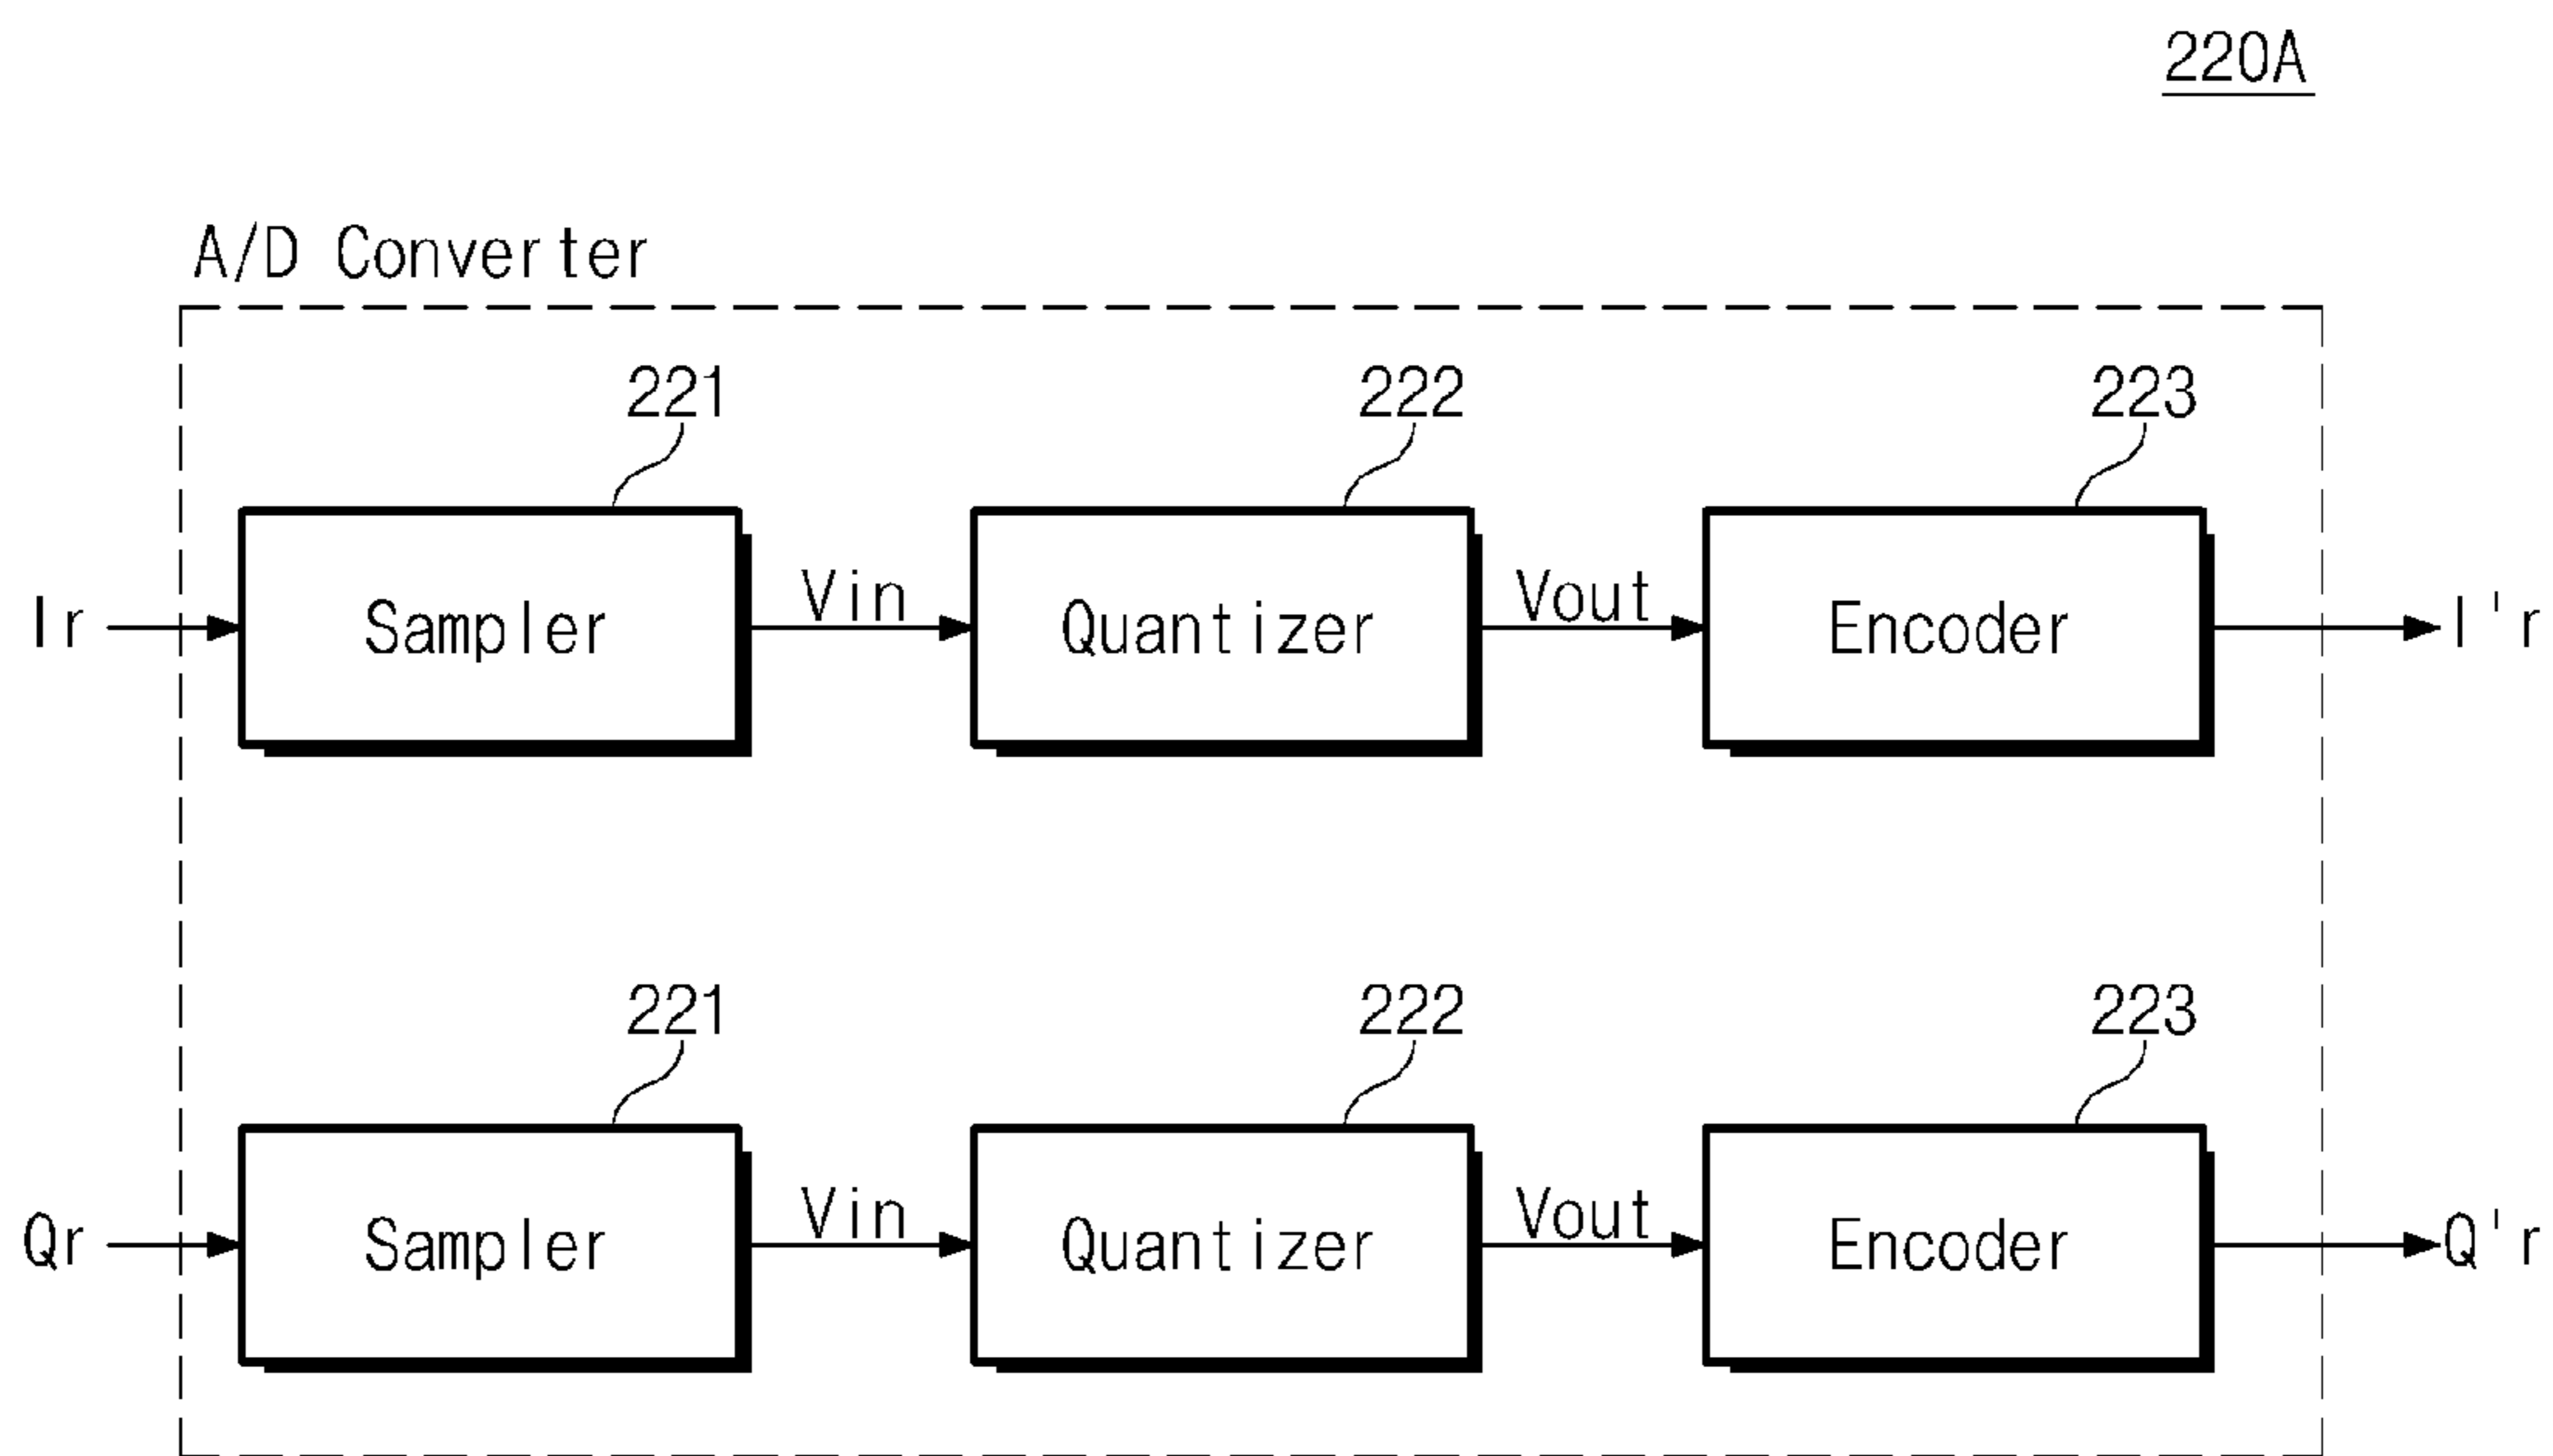 220A
A/D Converter
221 222 223
Ir Sampler Vin Quantizer Vout Encoder I'r
221 222 223
Qr Sampler Vin Quantizer Vout Encoder Q'r